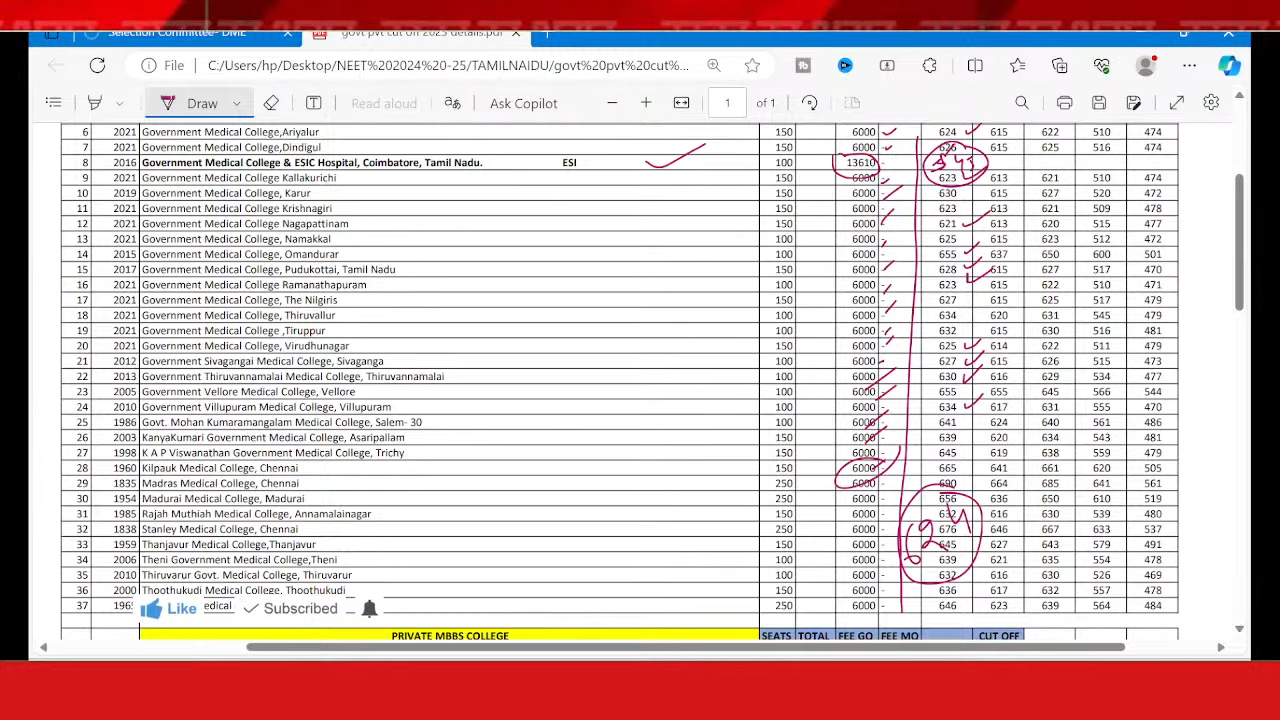 Selection Committee- DME × govt pvt cut off 2023 details.pdf × +
File C:/Users/hp/Desktop/NEET%202024%20-25/TAMILNAIDU/govt%20pvt%20cut%...
Draw Read aloud Ask Copilot 1 of 1
6 2021 Government Medical College,Ariyalur 150 6000 - 624 615 622 510 474
7 2021 Government Medical College,Dindigul 150 6000 - 626 615 625 516 474
8 2016 Government Medical College & ESIC Hospital, Coimbatore, Tamil Nadu. ESI 100 13610 -
9 2021 Government Medical College Kallakurichi 150 6000 - 623 613 621 510 474
10 2019 Government Medical College, Karur 150 6000 - 630 615 627 520 472
11 2021 Government Medical College Krishnagiri 150 6000 - 623 613 621 509 478
12 2021 Government Medical College Nagapattinam 150 6000 - 621 613 620 515 477
13 2021 Government Medical College, Namakkal 100 6000 - 625 615 623 512 472
14 2015 Government Medical College, Omandurar 100 6000 - 655 637 650 600 501
15 2017 Government Medical College, Pudukottai, Tamil Nadu 150 6000 - 628 615 627 517 470
16 2021 Government Medical College Ramanathapuram 100 6000 - 623 615 622 510 471
17 2021 Government Medical College, The Nilgiris 150 6000 - 627 615 625 517 479
18 2021 Government Medical College, Thiruvallur 100 6000 - 634 620 631 545 479
19 2021 Government Medical College ,Tiruppur 100 6000 - 632 615 630 516 481
20 2021 Government Medical College, Virudhunagar 150 6000 - 625 614 622 511 479
21 2012 Government Sivagangai Medical College, Sivaganga 100 6000 - 627 615 626 515 473
22 2013 Government Thiruvannamalai Medical College, Thiruvannamalai 100 6000 - 630 616 629 534 477
23 2005 Government Vellore Medical College, Vellore 100 6000 - 655 655 645 566 544
24 2010 Government Villupuram Medical College, Villupuram 100 6000 - 634 617 631 555 470
25 1986 Govt. Mohan Kumaramangalam Medical College, Salem- 30 100 6000 - 641 624 640 561 486
26 2003 KanyaKumari Government Medical College, Asaripallam 150 6000 - 639 620 634 543 481
27 1998 K A P Viswanathan Government Medical College, Trichy 150 6000 - 645 619 638 559 479
28 1960 Kilpauk Medical College, Chennai 150 6000 - 665 641 661 620 505
29 1835 Madras Medical College, Chennai 250 6000 - 690 664 685 641 561
30 1954 Madurai Medical College, Madurai 250 6000 - 656 636 650 610 519
31 1985 Rajah Muthiah Medical College, Annamalainagar 150 6000 - 632 616 630 539 480
32 1838 Stanley Medical College, Chennai 250 6000 - 676 646 667 633 537
33 1959 Thanjavur Medical College,Thanjavur 150 6000 - 645 627 643 579 491
34 2006 Theni Government Medical College,Theni 100 6000 - 639 621 635 554 478
35 2010 Thiruvarur Govt. Medical College, Thiruvarur 100 6000 - 632 616 630 526 469
624
36 2000 Thoothukudi Medical College, Thoothukudi 150 6000 - 636 617 632 557 478
37 edical 250 6000 - 646 623 639 564 484
Like Subscribed
PRIVATE MBBS COLLEGE SEATS TOTAL FEE GO FEE MO CUT OFF